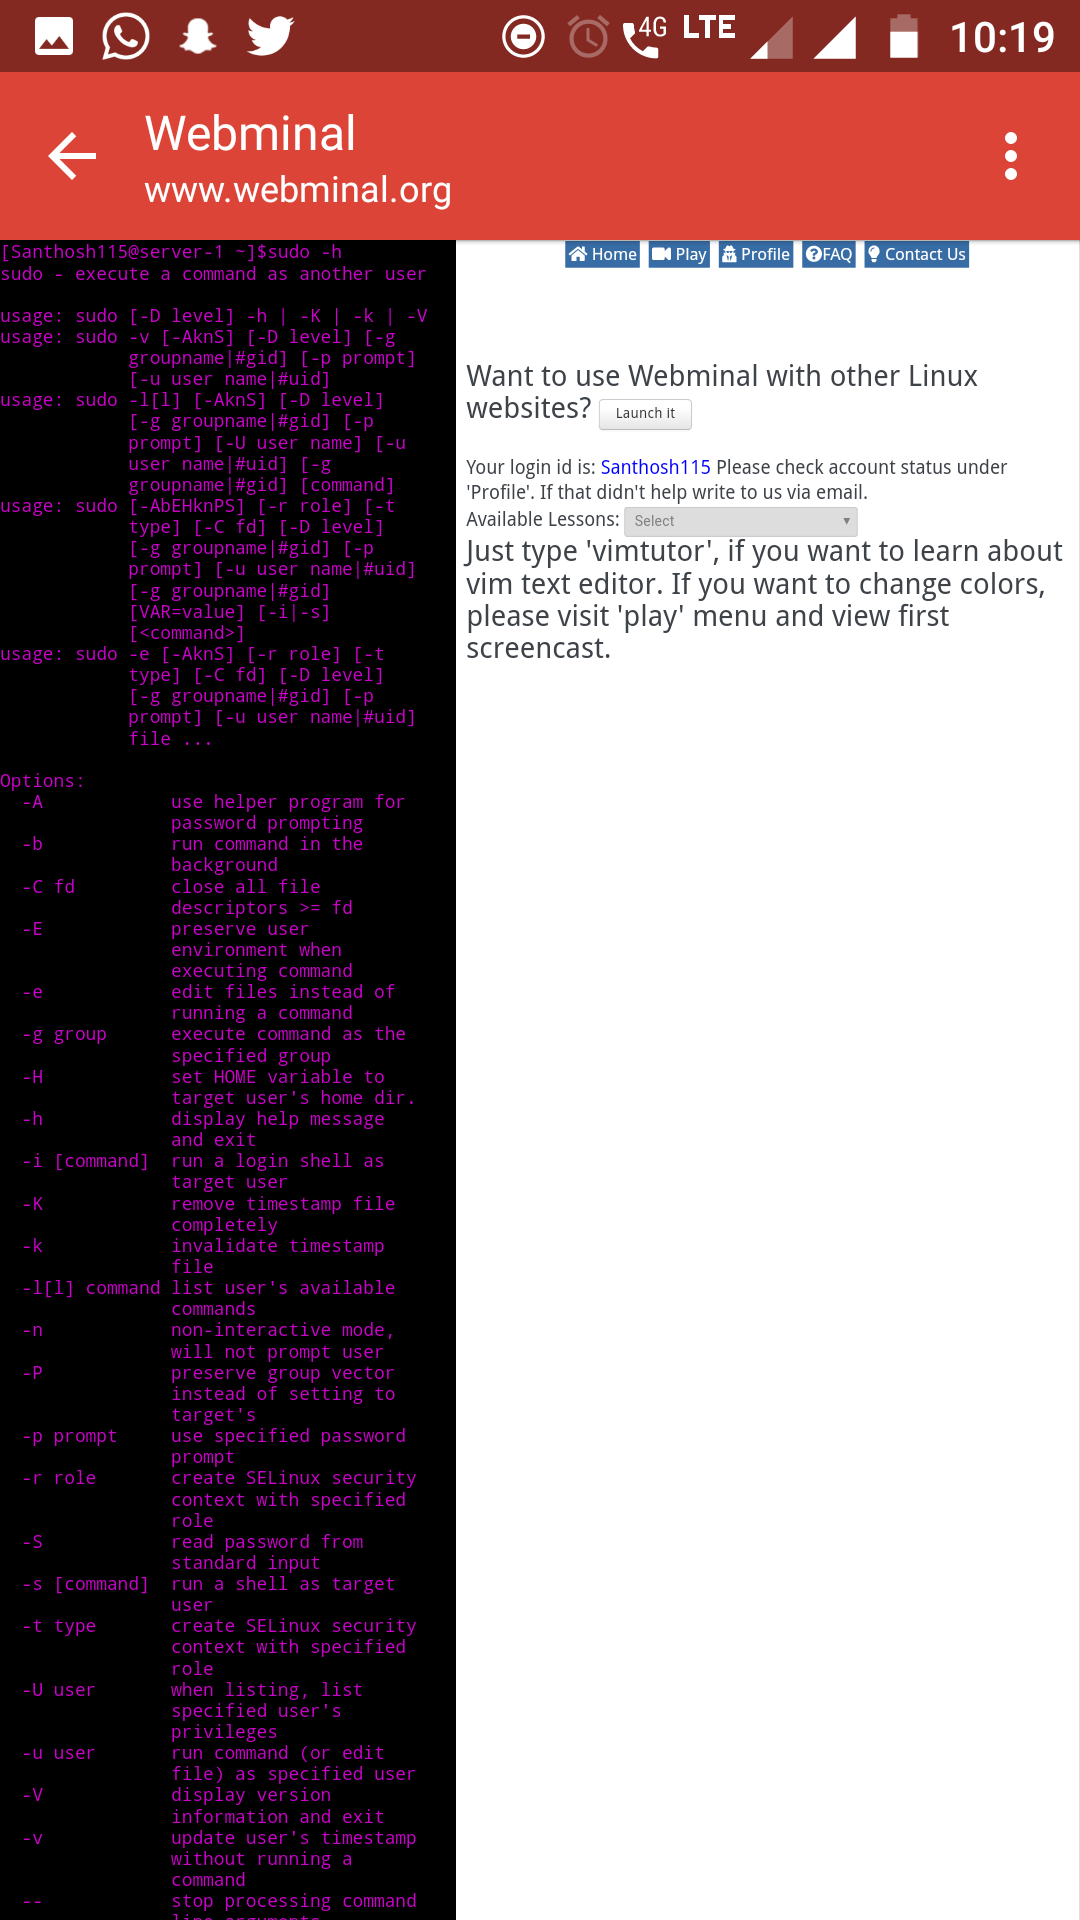 4G LTE 10:19
Webminal
www.webminal.org
[Santhosh115@server-1 ~]$sudo -h
sudo - execute a command as another user
usage: sudo [-D level] -h | -K | -k | -V
usage: sudo -v [-AknS] [-D level] [-g
groupname|#gid] [-p prompt]
[-u user name|#uid]
usage: sudo -l[l] [-AknS] [-D level]
[-g groupname|#gid] [-p
prompt] [-U user name] [-u
user name|#uid] [-g
groupname|#gid] [command]
usage: sudo [-AbEHknPS] [-r role] [-t
type] [-C fd] [-D level]
[-g groupname|#gid] [-p
prompt] [-u user name|#uid]
[-g groupname|#gid]
[VAR=value] [-i|-s]
[<command>]
usage: sudo -e [-AknS] [-r role] [-t
type] [-C fd] [-D level]
[-g groupname|#gid] [-p
prompt] [-u user name|#uid]
file ...
Options:
-A use helper program for
password prompting
-b run command in the
background
-C fd close all file
descriptors >= fd
-E preserve user
environment when
executing command
-e edit files instead of
running a command
-g group execute command as the
specified group
-H set HOME variable to
target user's home dir.
-h display help message
and exit
-i [command] run a login shell as
target user
-K remove timestamp file
completely
-k invalidate timestamp
file
-l[l] command list user's available
commands
-n non-interactive mode,
will not prompt user
-P preserve group vector
instead of setting to
target's
-p prompt use specified password
prompt
-r role create SELinux security
context with specified
role
-S read password from
standard input
-s [command] run a shell as target
user
-t type create SELinux security
context with specified
role
-U user when listing, list
specified user's
privileges
-u user run command (or edit
file) as specified user
-V display version
information and exit
-v update user's timestamp
without running a
command
-- stop processing command
line arguments
Home Play Profile FAQ Contact Us
Want to use Webminal with other Linux
websites? Launch it
Your login id is: Santhosh115 Please check account status under
'Profile'. If that didn't help write to us via email.
Available Lessons: Select
Just type 'vimtutor', if you want to learn about
vim text editor. If you want to change colors,
please visit 'play' menu and view first
screencast.